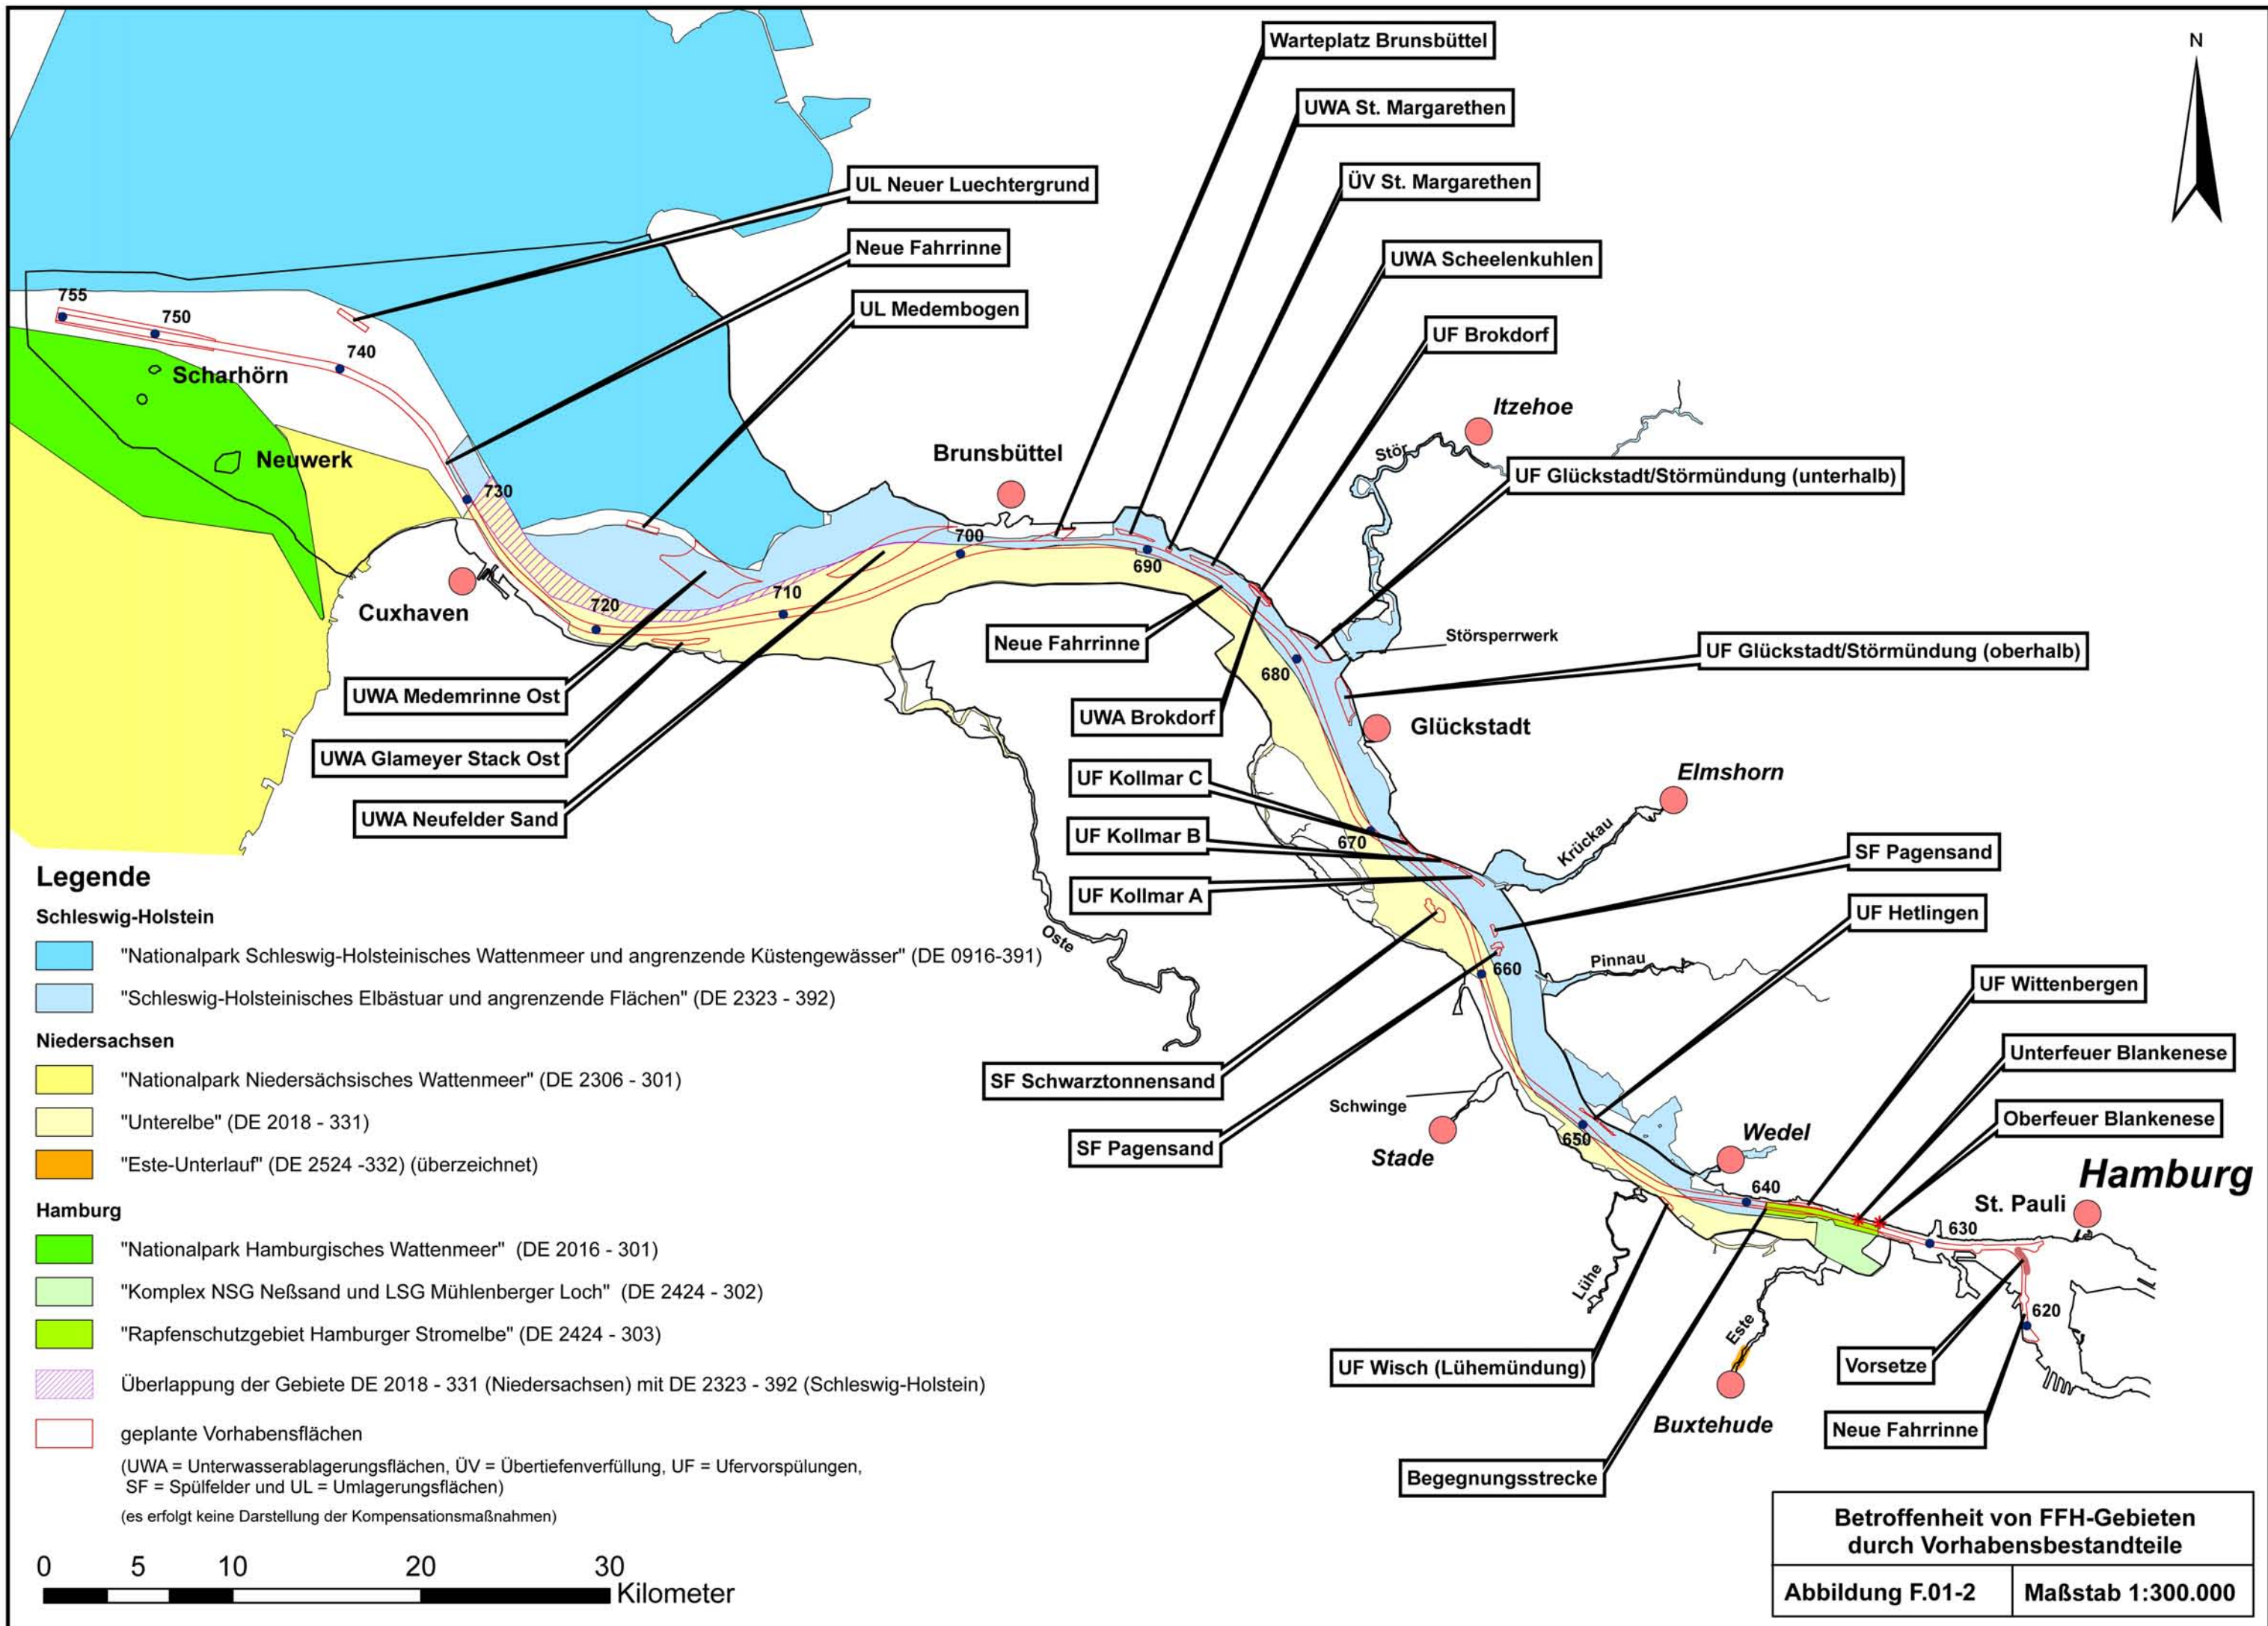 Warteplatz Brunsbüttel
N
UWA St. Margarethen
UL Neuer Luechtergrund
ÜV St. Margarethen
Neue Fahrrinne
UWA Scheelenkuhlen
UL Medembogen
755
750
UF Brokdorf
740
Scharhörn
Itzehoe
Neuwerk
Brunsbüttel
Stör
UF Glückstadt/Störmündung (unterhalb)
730
700
690
Cuxhaven
720
710
Neue Fahrrinne
Störsperrwerk
UF Glückstadt/Störmündung (oberhalb)
680
UWA Medemrinne Ost
UWA Brokdorf
Glückstadt
UWA Glameyer Stack Ost
UF Kollmar C
Elmshorn
UWA Neufelder Sand
UF Kollmar B
670
Krückau
SF Pagensand
UF Kollmar A
UF Hetlingen
Oste
660
Pinnau
UF Wittenbergen
SF Schwarztonnensand
Unterfeuer Blankenese
Schwinge
Oberfeuer Blankenese
650
Wedel
SF Pagensand
Stade
Hamburg
640
St. Pauli
630
Lühe
620
Este
UF Wisch (Lühemündung)
Vorsetze
Buxtehude
Neue Fahrrinne
Begegnungsstrecke
Legende
Schleswig-Holstein
"Nationalpark Schleswig-Holsteinisches Wattenmeer und angrenzende Küstengewässer" (DE 0916-391)
"Schleswig-Holsteinisches Elbästuar und angrenzende Flächen" (DE 2323 - 392)
Niedersachsen
"Nationalpark Niedersächsisches Wattenmeer" (DE 2306 - 301)
"Unterelbe" (DE 2018 - 331)
"Este-Unterlauf" (DE 2524 -332) (überzeichnet)
Hamburg
"Nationalpark Hamburgisches Wattenmeer" (DE 2016 - 301)
"Komplex NSG Neßsand und LSG Mühlenberger Loch" (DE 2424 - 302)
"Rapfenschutzgebiet Hamburger Stromelbe" (DE 2424 - 303)
Überlappung der Gebiete DE 2018 - 331 (Niedersachsen) mit DE 2323 - 392 (Schleswig-Holstein)
geplante Vorhabensflächen
(UWA = Unterwasserablagerungsflächen, ÜV = Übertiefenverfüllung, UF = Ufervorspülungen,
SF = Spülfelder und UL = Umlagerungsflächen)
(es erfolgt keine Darstellung der Kompensationsmaßnahmen)
0 5 10 20 30
Kilometer
Betroffenheit von FFH-Gebieten
durch Vorhabensbestandteile
Abbildung F.01-2
Maßstab 1:300.000